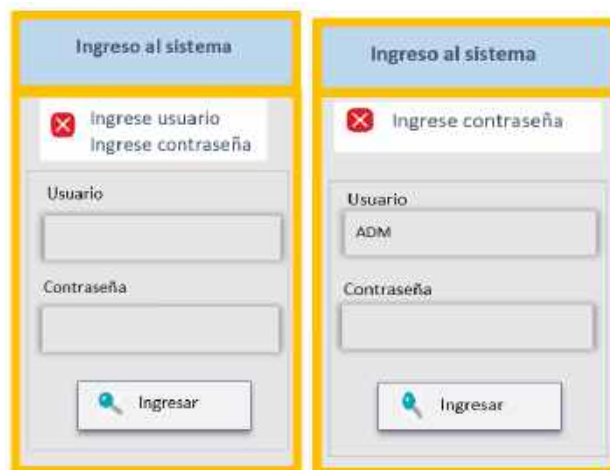 Ingreso al sistema
Ingrese usuario
Ingrese contraseña
Usuario
Contraseña
Ingresar
Ingreso al sistema
Ingrese contraseña
Usuario
ADM
Contraseña
Ingresar